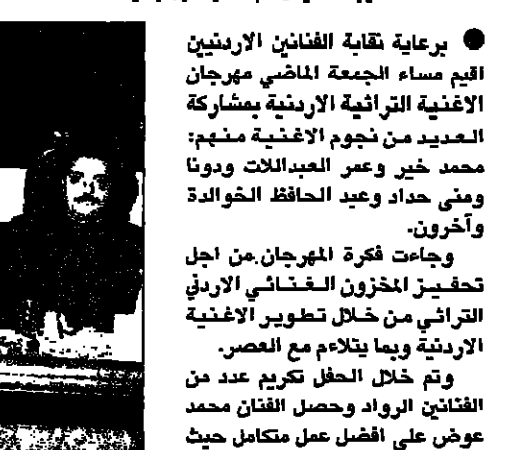 ● برعاية نقابة الفنانين الاردنيين
اقيم مساء الجمعة الماضي مهرجان
الاغنية التراثية الاردنية بمشاركة
العديد من نجوم الاغنية منهم:
محمد خير وعمر العبداللات ودونا
ومنى حداد وعبد الحافظ الخوالدة
وآخرون.
وجاءت فكرة المهرجان من اجل
تحفيز المخزون الغنائي الاردني
التراثي من خلال تطوير الاغنية
الاردنية وبما يتلاءم مع العصر.
وتم خلال الحفل تكريم عدد من
الفنانين الرواد وحصل الفنان محمد
عوض على افضل عمل متكامل حيث